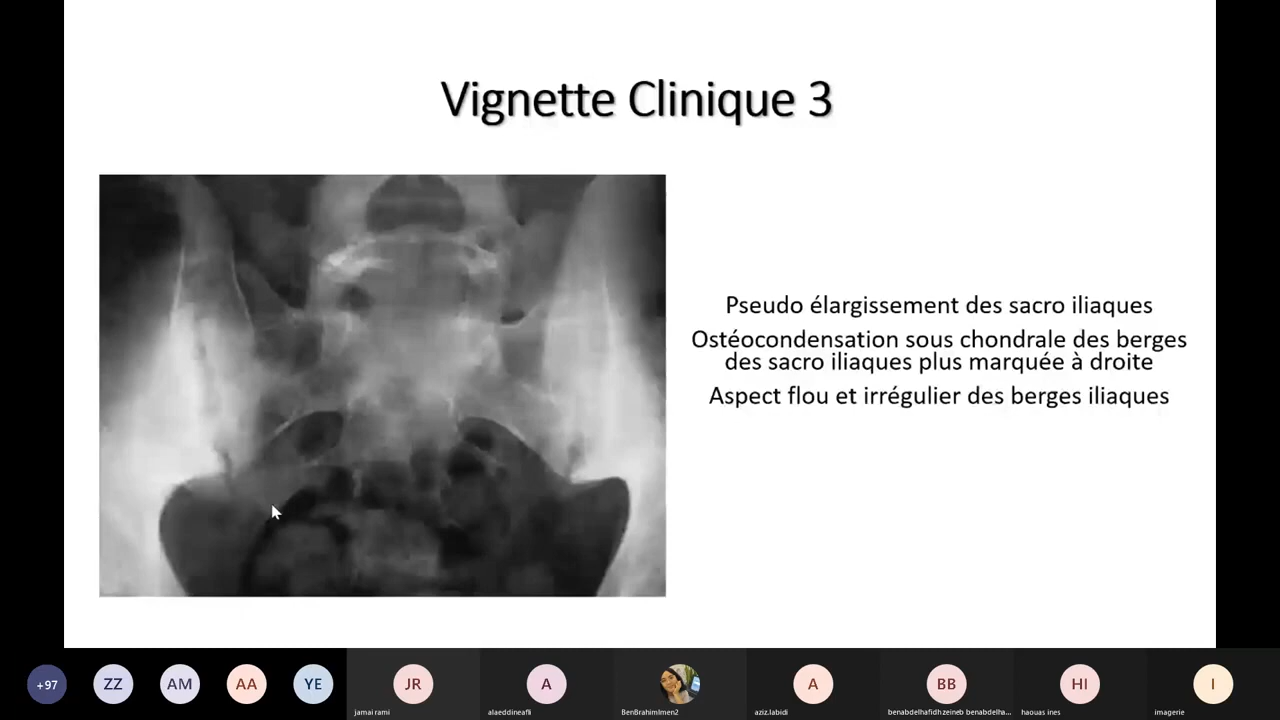 Vignette Clinique 3
Pseudo élargissement des sacro iliaques
Ostéocondensation sous chondrale des berges
des sacro iliaques plus marquée à droite
Aspect flou et irrégulier des berges iliaques
+97
ZZ
AM
AA
YE
JR
A
A
BB
HI
I
jamai rami
alaeddineafli
BenBrahimImen2
aziz.labidi
benabdelhafidhzeineb benabdelha...
haouas ines
imagerie